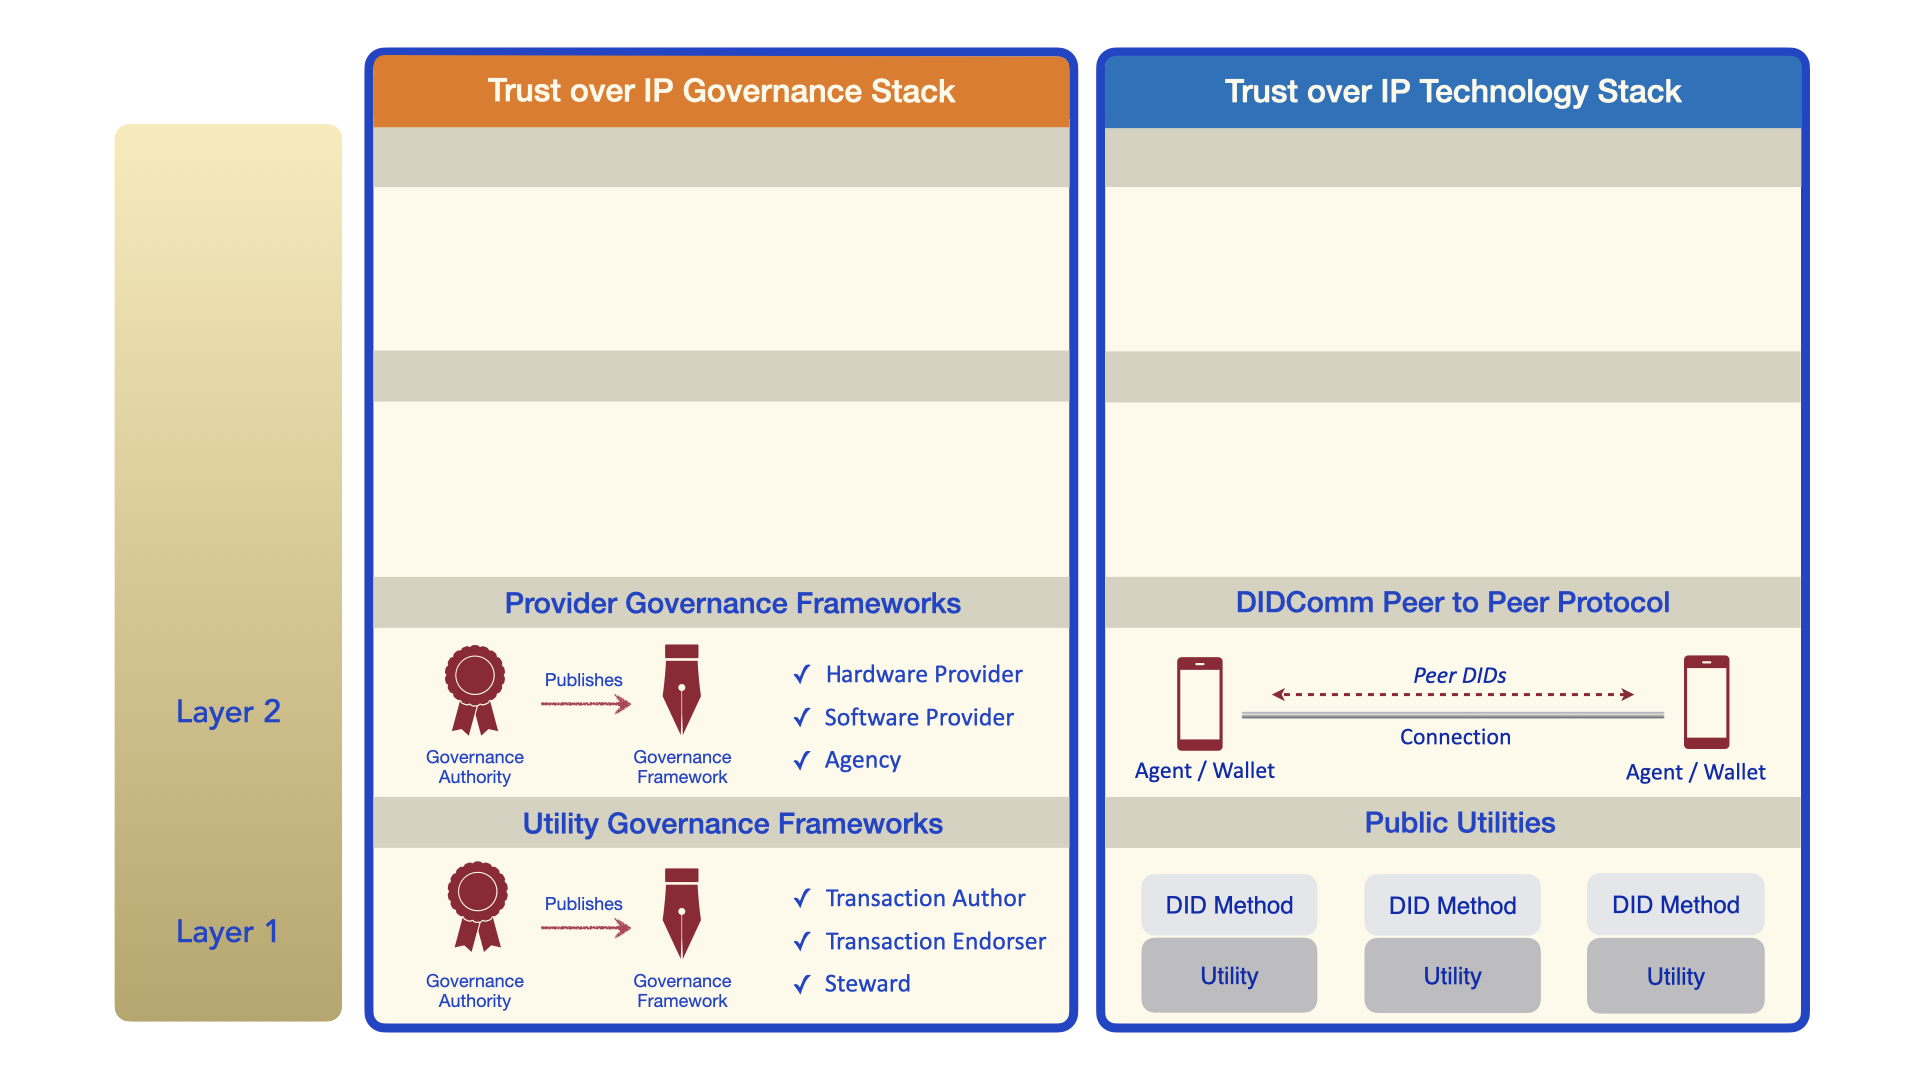 Trust over IP Governance Stack
Trust over IP Technology Stack
Layer 2
Provider Governance Frameworks
Publishes
Governance
Authority
Governance
Framework
✓ Hardware Provider
✓ Software Provider
✓ Agency
DIDComm Peer to Peer Protocol
Peer DIDs
Connection
Agent / Wallet
Agent / Wallet
Layer 1
Utility Governance Frameworks
Publishes
Governance
Authority
Governance
Framework
✓ Transaction Author
✓ Transaction Endorser
✓ Steward
Public Utilities
DID Method
DID Method
DID Method
Utility
Utility
Utility